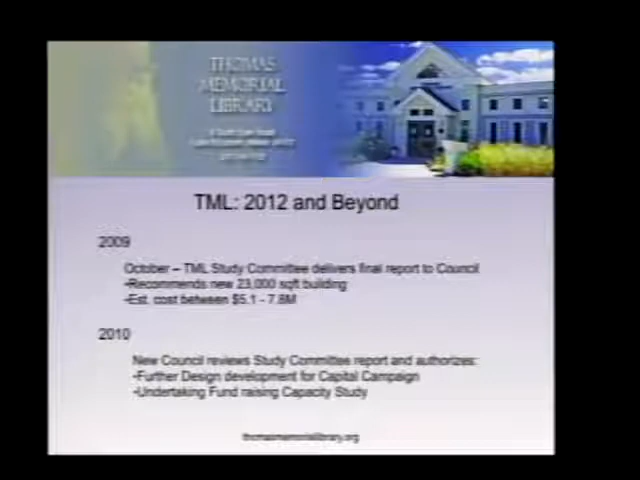 THOMAS
MEMORIAL
LIBRARY
TML: 2012 and Beyond
2009
October – TML Study Committee delivers final report to Council
•Recommends new 23,000 sqft building
•Est. cost between $5.1 - 7.8M
2010
New Council reviews Study Committee report and authorizes:
•Further Design development for Capital Campaign
•Undertaking Fund raising Capacity Study
thomasmemoriallibrary.org